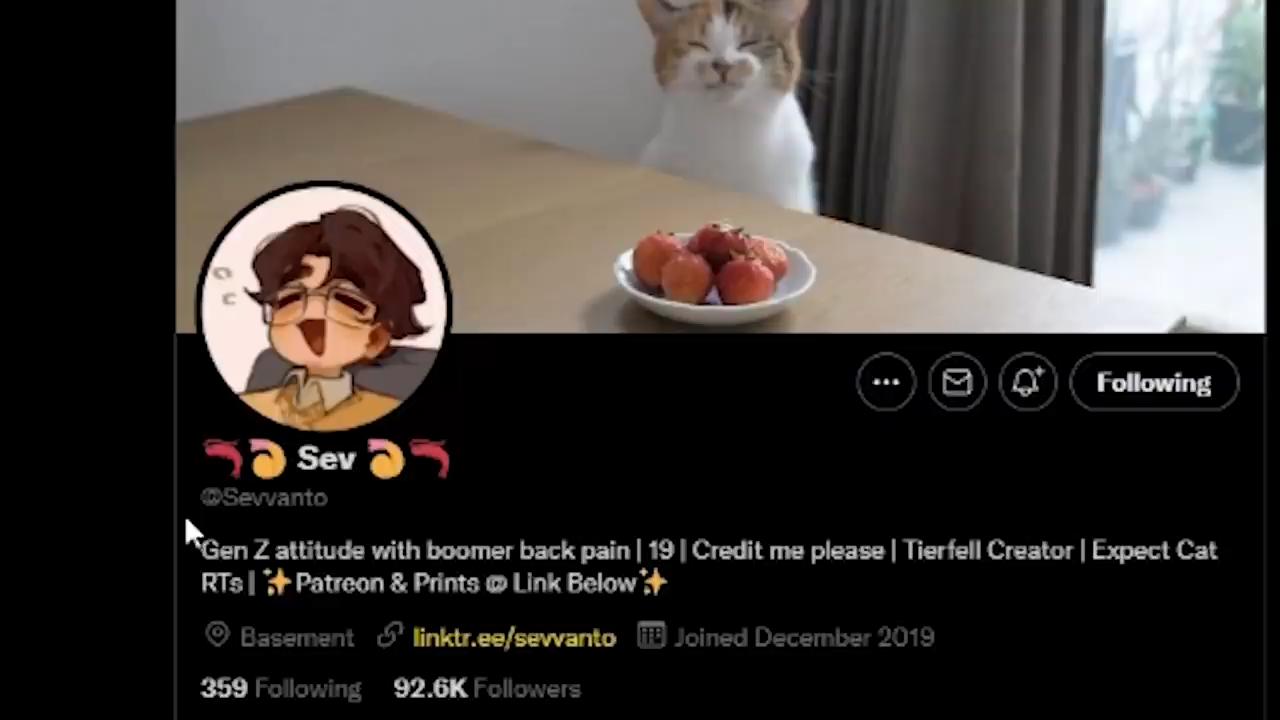 Following
Sev
@Sevvanto
Gen Z attitude with boomer back pain | 19 | Credit me please | Tierfell Creator | Expect Cat
RTs | ✨Patreon & Prints @ Link Below✨
Basement linktr.ee/sevvanto Joined December 2019
359 Following 92.6K Followers